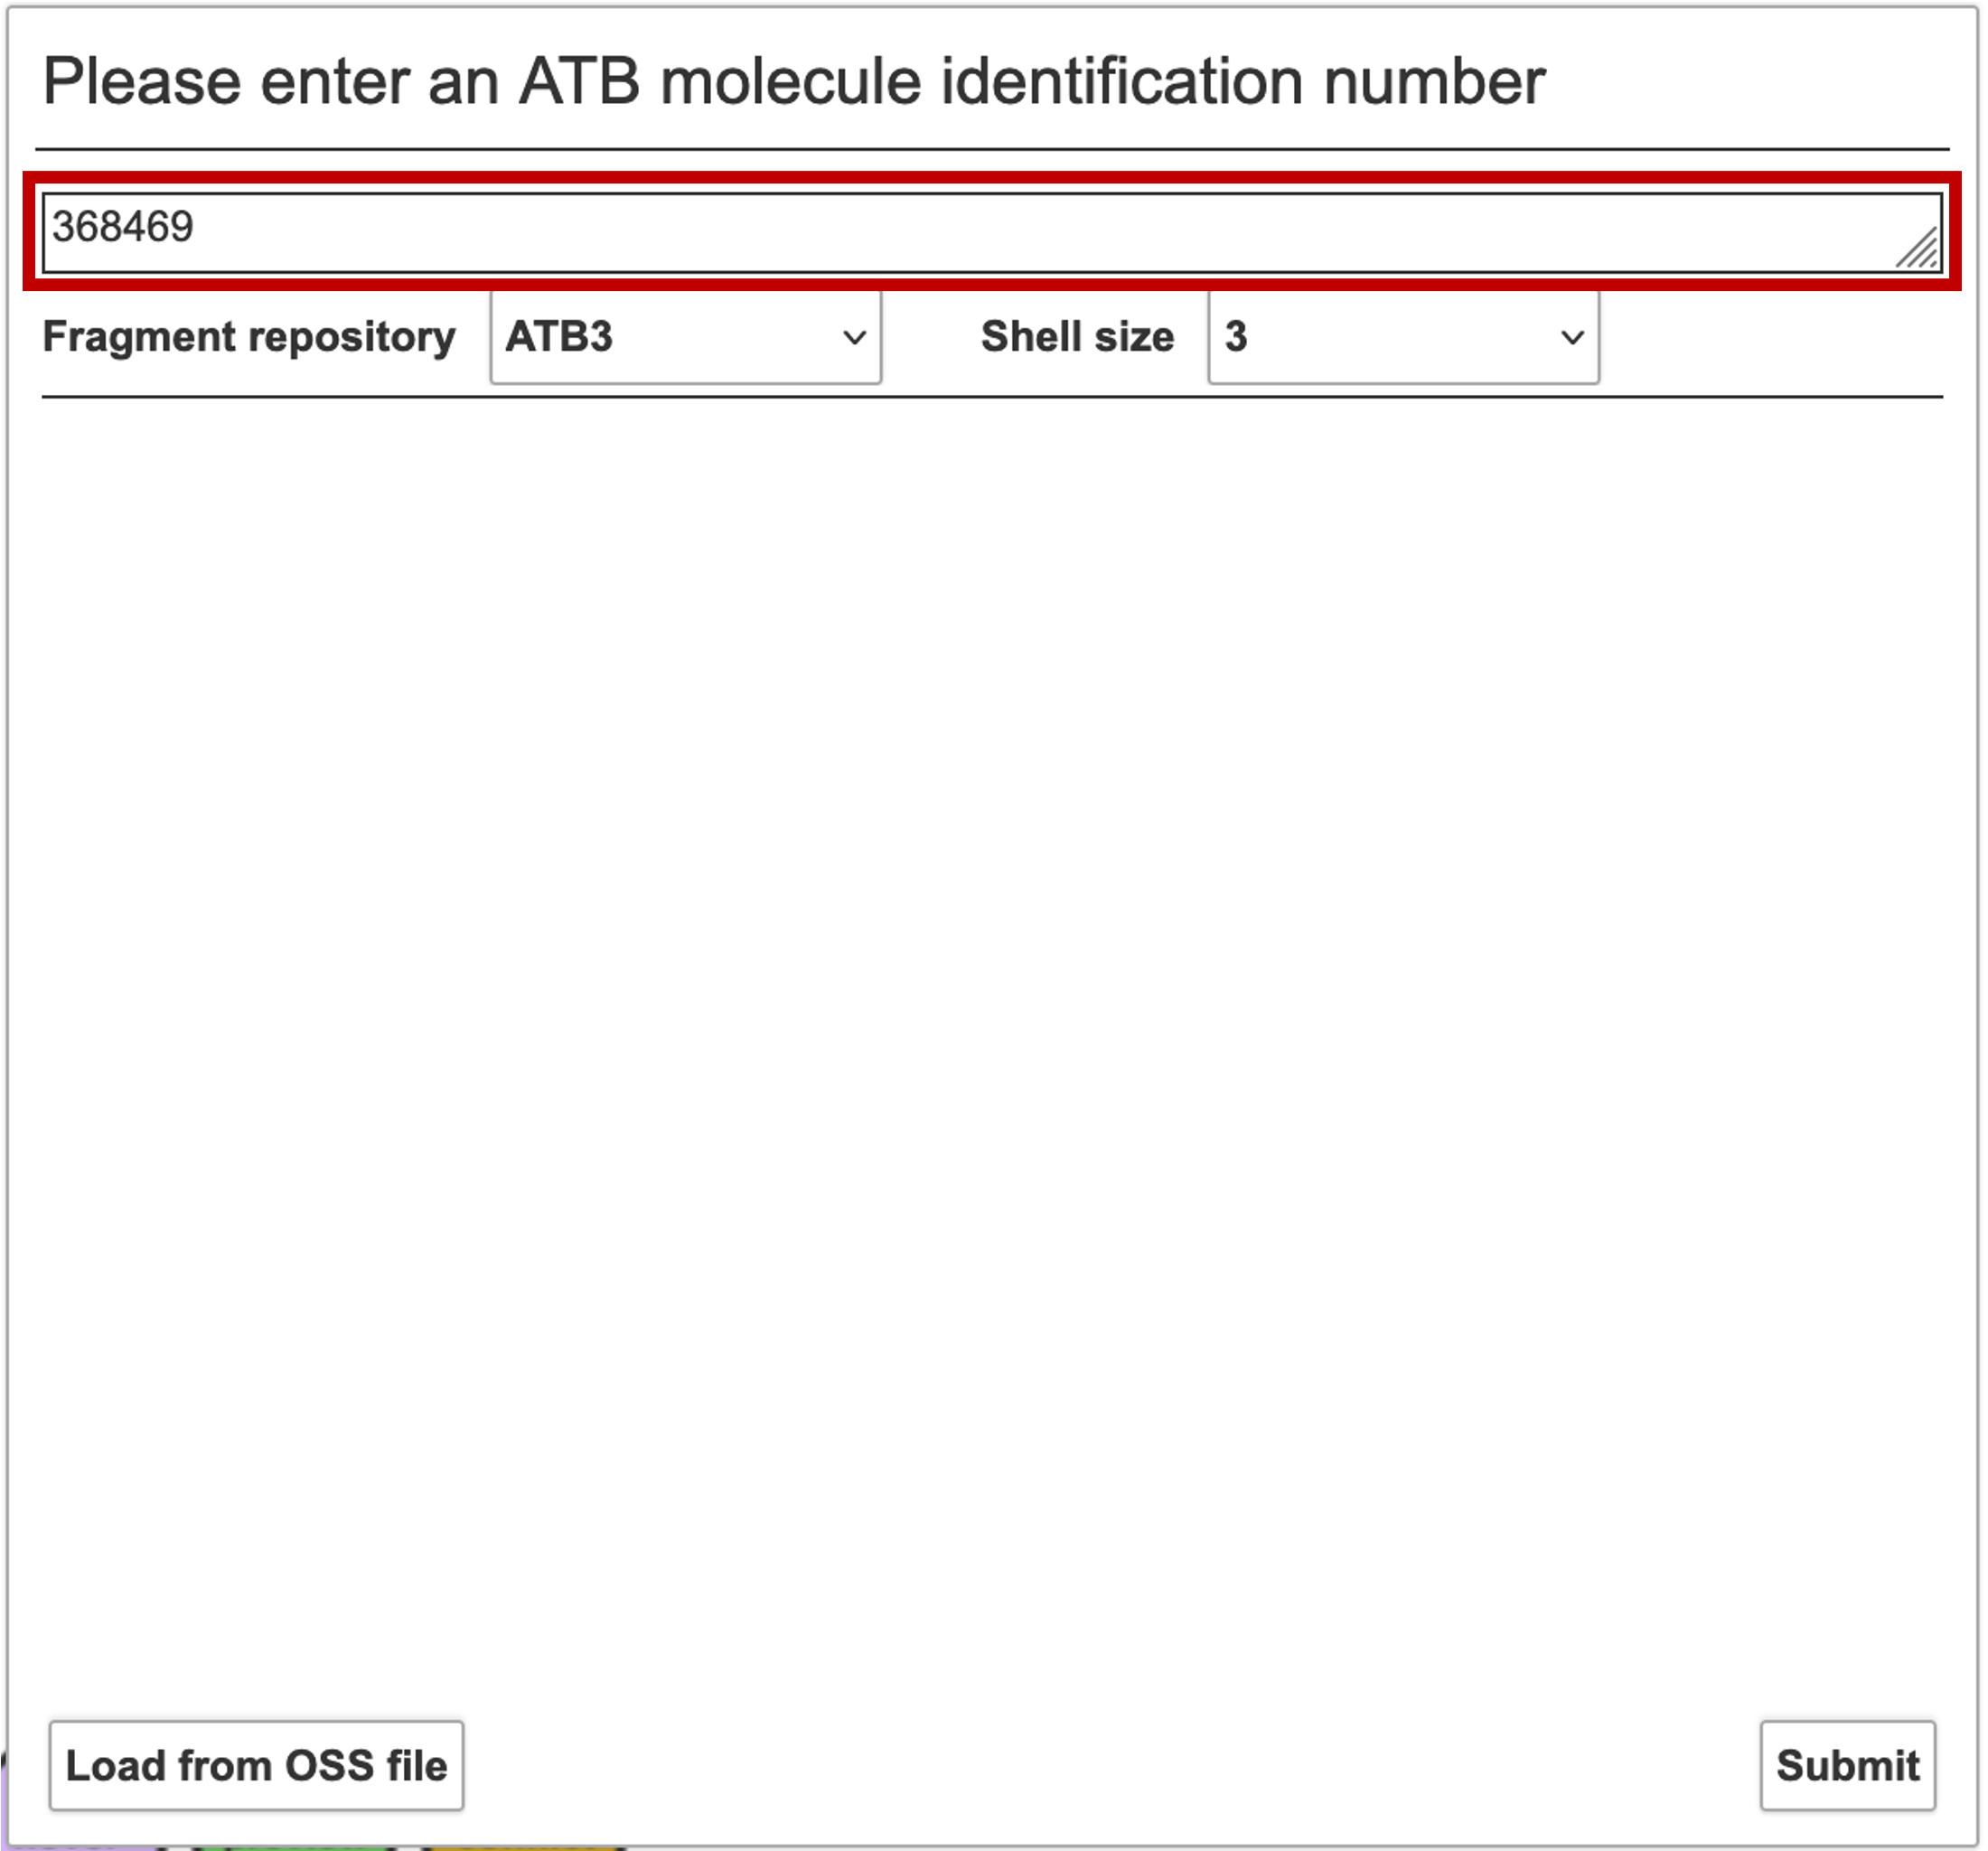 Please enter an ATB molecule identification number
368469
Fragment repository ATB3 Shell size 3
Load from OSS file Submit